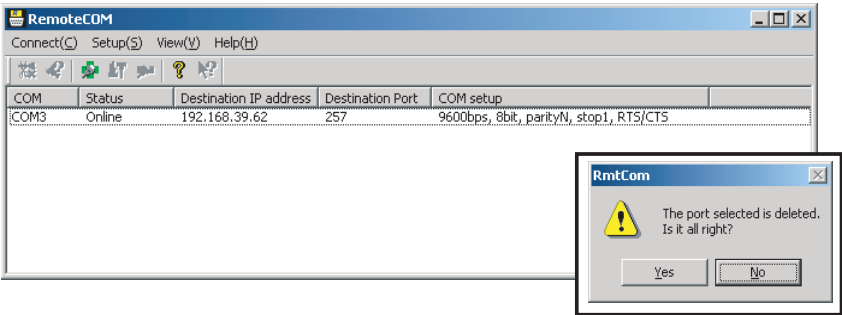 RemoteCOM
Connect(C) Setup(S) View(V) Help(H)
COM Status Destination IP address Destination Port COM setup
COM3 Online 192.168.39.62 257 9600bps, 8bit, parityN, stop1, RTS/CTS
RmtCom
The port selected is deleted.
Is it all right?
Yes No